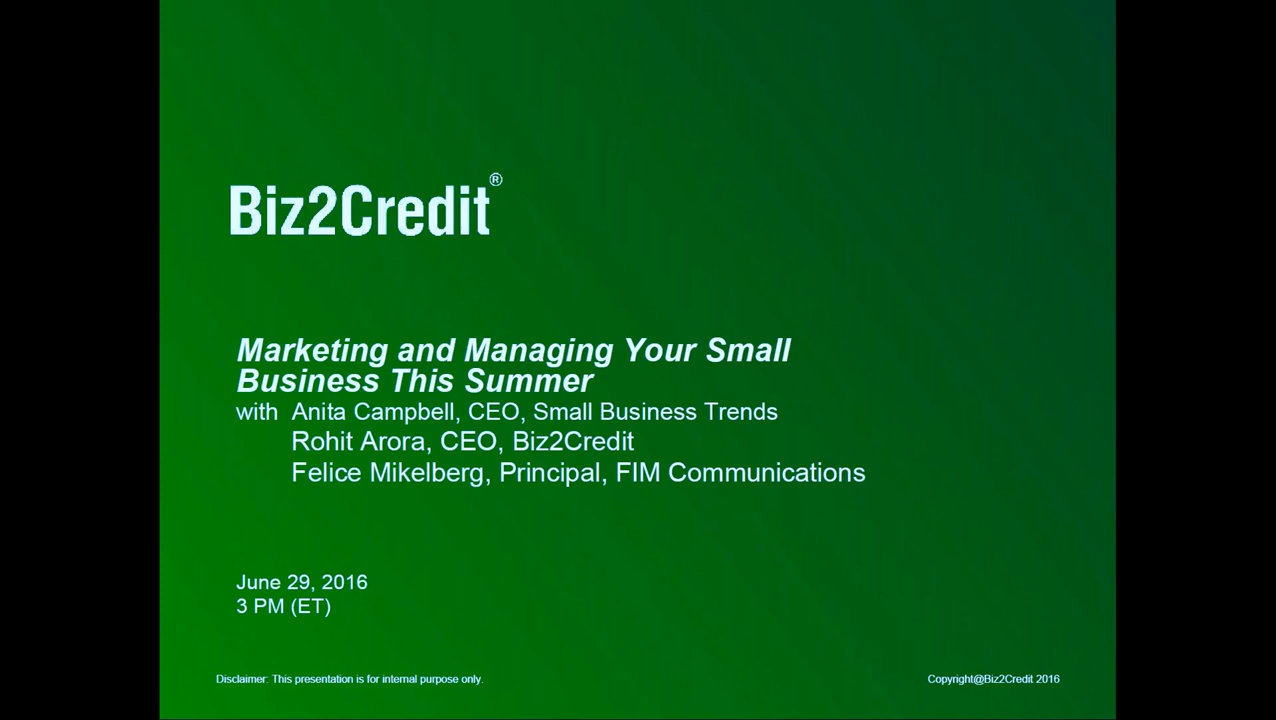 Biz2Credit®
Marketing and Managing Your Small
Business This Summer
with Anita Campbell, CEO, Small Business Trends
Rohit Arora, CEO, Biz2Credit
Felice Mikelberg, Principal, FIM Communications
June 29, 2016
3 PM (ET)
Disclaimer: This presentation is for internal purpose only.
Copyright@Biz2Credit 2016